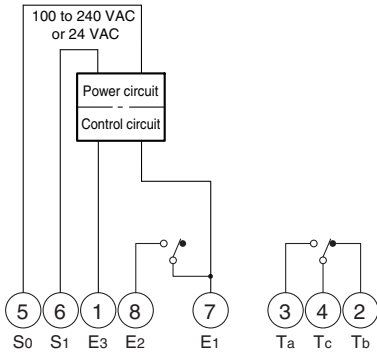 100 to 240 VAC
or 24 VAC
Power circuit
Control circuit
5 6 1 8 7 3 4 2
S0 S1 E3 E2 E1 Ta Tc Tb